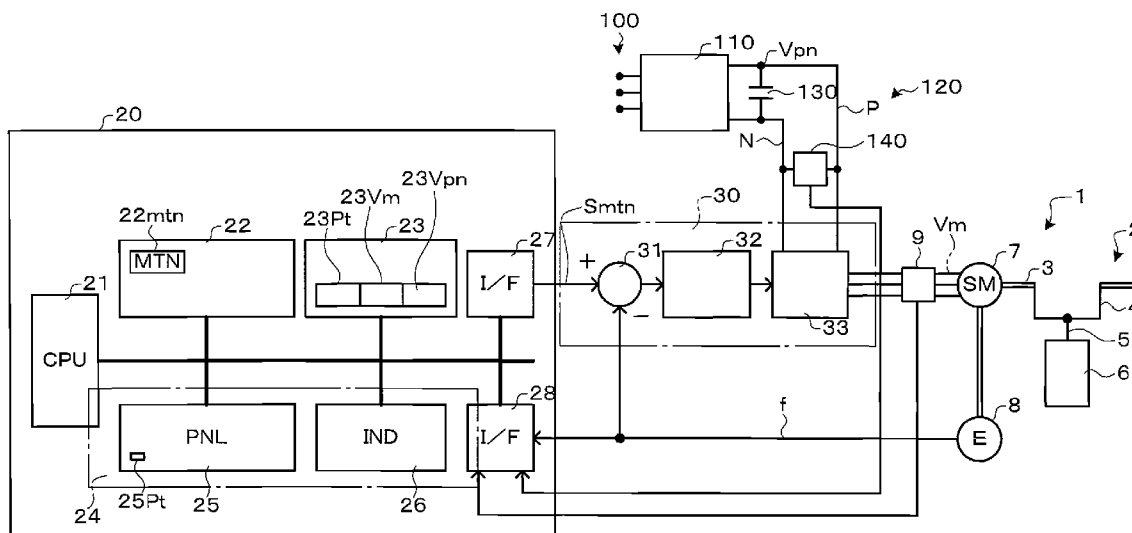 100
110
Vpn
130
120
P
N
140
20
23Vpn
23Vm
23Pt
22mtn
22
23
Smtn
30
1
MTN
27
31
32
9
Vm
7
2
21
I/F
+
SM
3
4
CPU
−
33
5
6
28
8
PNL
IND
I/F
f
E
24
25Pt
25
26